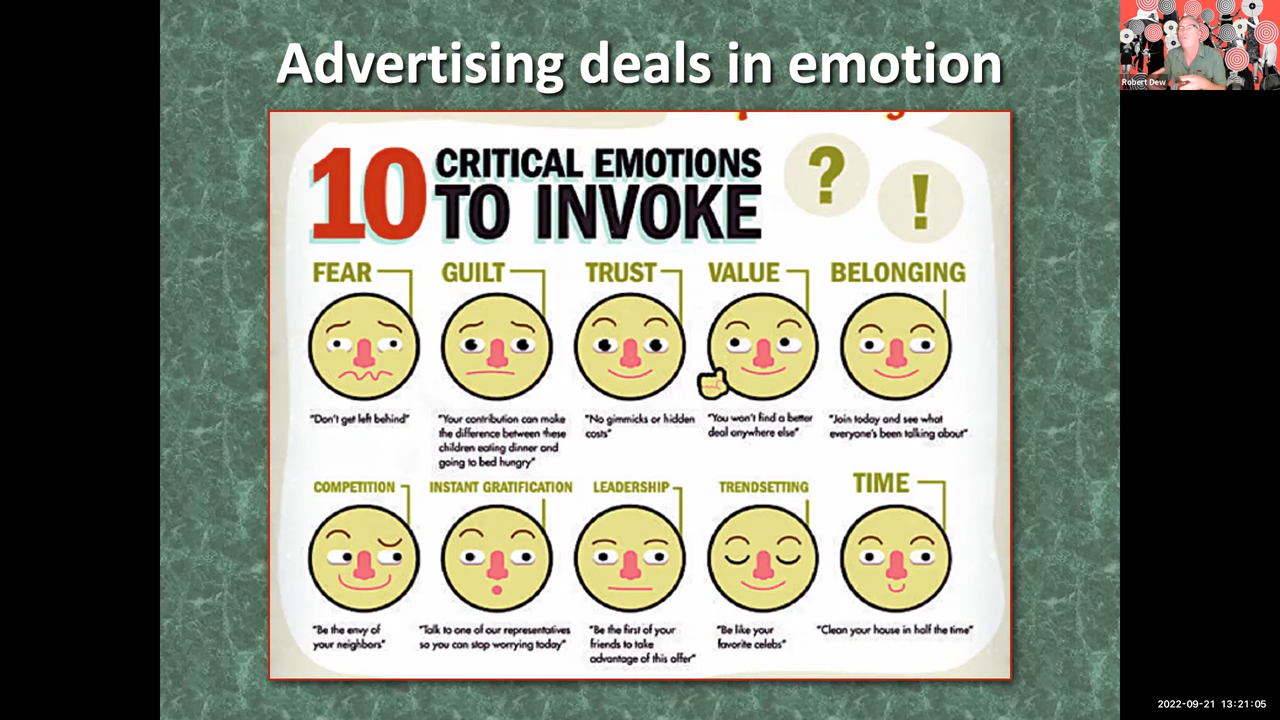 Advertising deals in emotion
Robert Dew
10 CRITICAL EMOTIONS
TO INVOKE
? !
FEAR GUILT TRUST VALUE BELONGING
"Don't get left behind"
"Your contribution can make
the difference between these
children eating dinner and
going to bed hungry"
"No gimmicks or hidden
costs"
"You won't find a better
deal anywhere else"
"Join today and see what
everyone's been talking about"
COMPETITION INSTANT GRATIFICATION LEADERSHIP TRENDSETTING TIME
"Be the envy of
your neighbors"
"Talk to one of our representatives
so you can stop worrying today"
"Be the first of your
friends to take
advantage of this offer"
"Be like your
favorite celebs"
"Clean your house in half the time"
2022-09-21 13:21:05